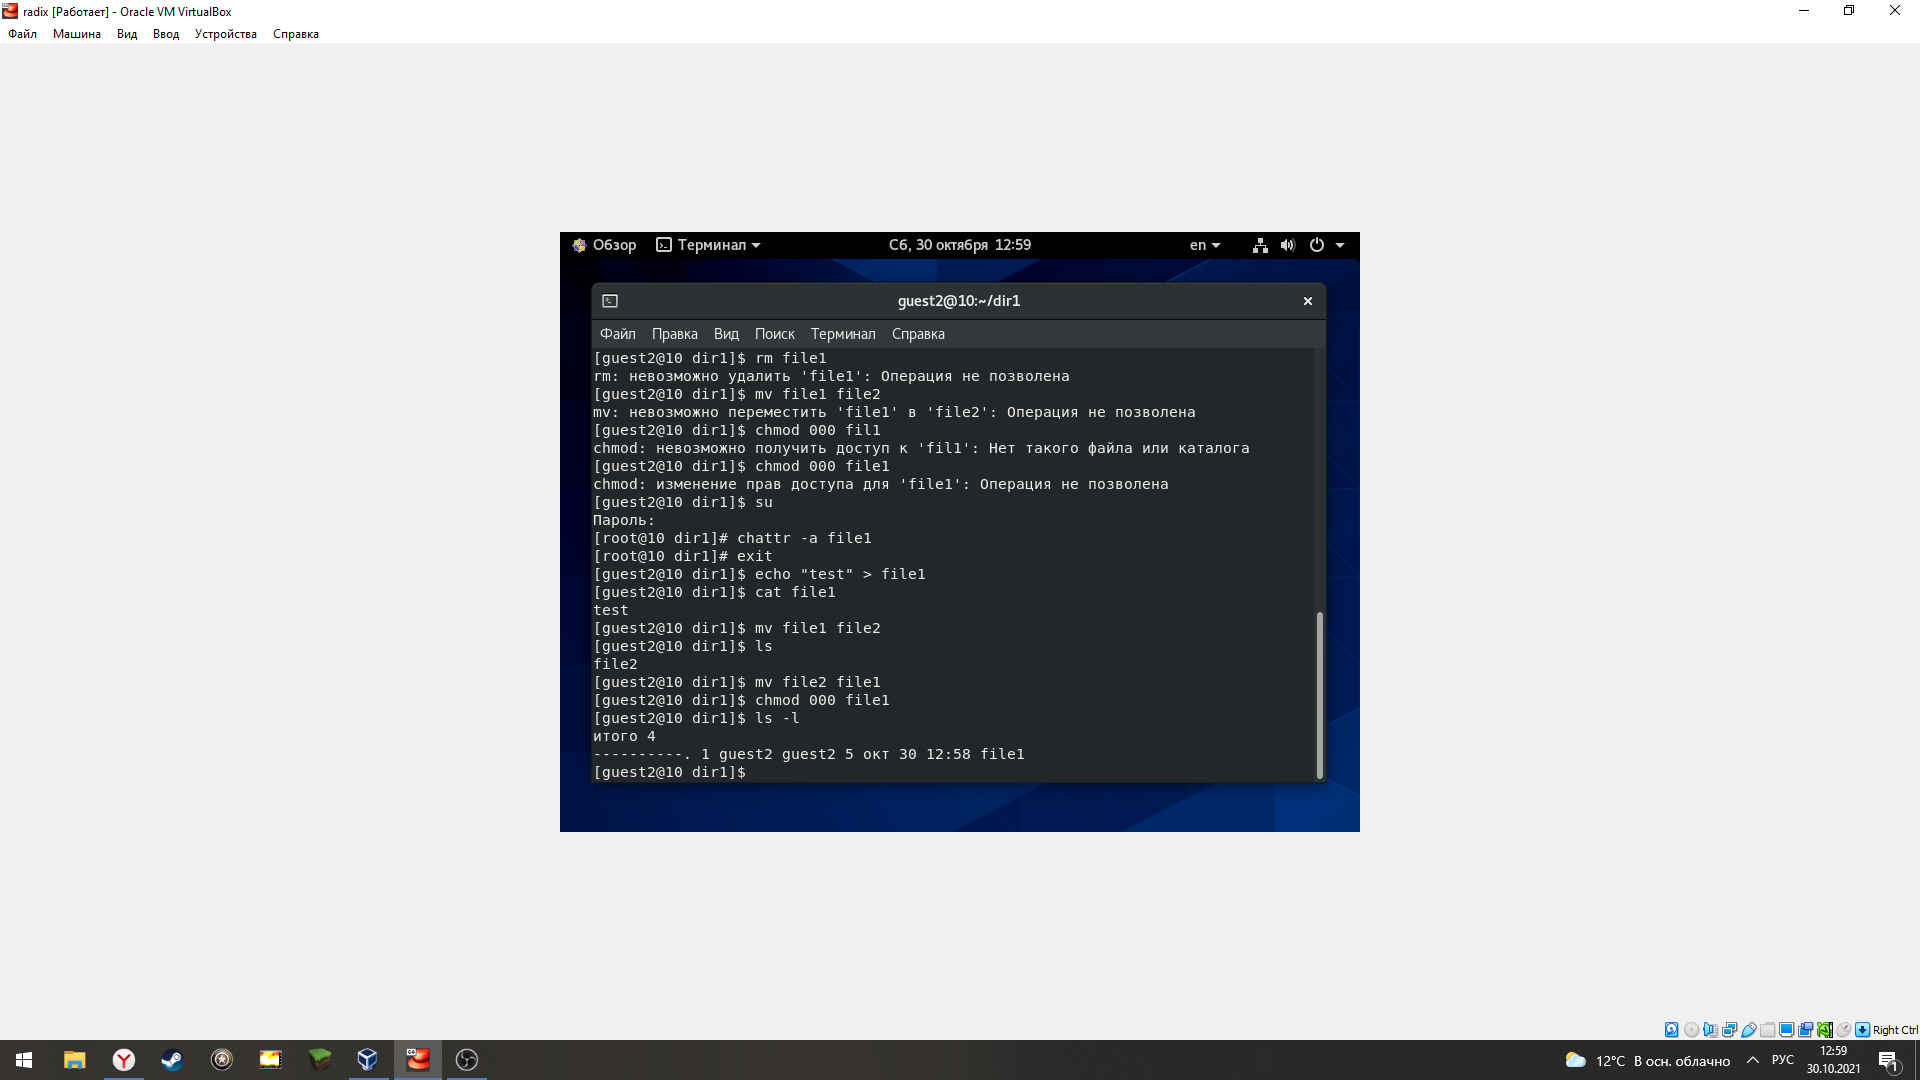 radix [Работает] - Oracle VM VirtualBox
Файл Машина Вид Ввод Устройства Справка
Обзор Терминал Сб, 30 октября 12:59 en
guest2@10:~/dir1
Файл Правка Вид Поиск Терминал Справка
[guest2@10 dir1]$ rm file1
rm: невозможно удалить 'file1': Операция не позволена
[guest2@10 dir1]$ mv file1 file2
mv: невозможно переместить 'file1' в 'file2': Операция не позволена
[guest2@10 dir1]$ chmod 000 fil1
chmod: невозможно получить доступ к 'fil1': Нет такого файла или каталога
[guest2@10 dir1]$ chmod 000 file1
chmod: изменение прав доступа для 'file1': Операция не позволена
[guest2@10 dir1]$ su
Пароль:
[root@10 dir1]# chattr -a file1
[root@10 dir1]# exit
[guest2@10 dir1]$ echo "test" > file1
[guest2@10 dir1]$ cat file1
test
[guest2@10 dir1]$ mv file1 file2
[guest2@10 dir1]$ ls
file2
[guest2@10 dir1]$ mv file2 file1
[guest2@10 dir1]$ chmod 000 file1
[guest2@10 dir1]$ ls -l
итого 4
----------. 1 guest2 guest2 5 окт 30 12:58 file1
[guest2@10 dir1]$
Right Ctrl
12°C В осн. облачно РУС 12:59
30.10.2021
1